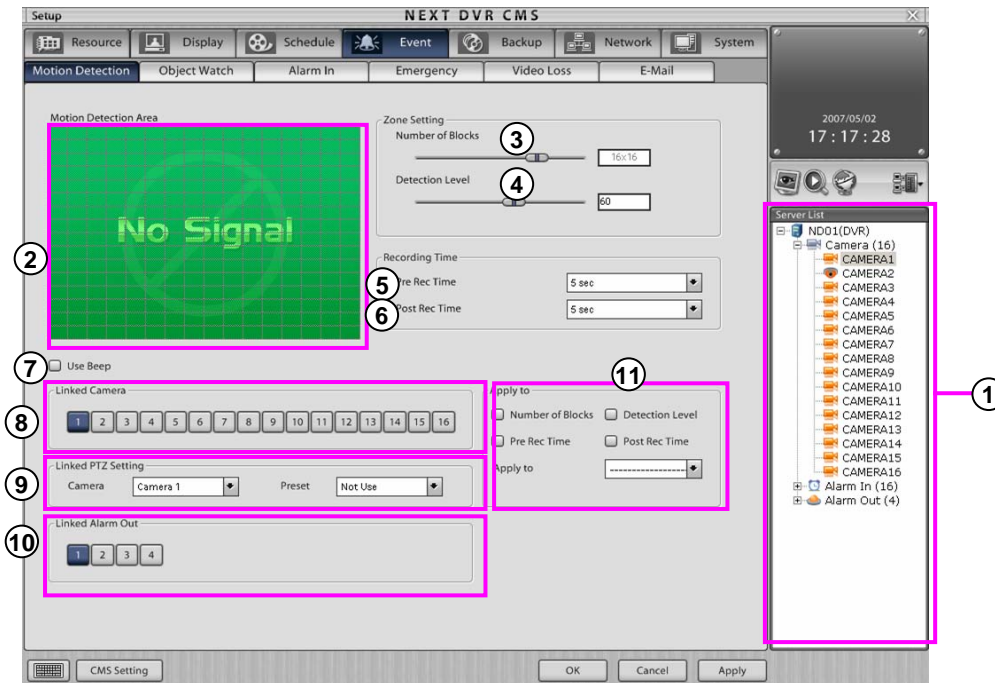 Setup NEXT DVR CMS
Resource Display Schedule Event Backup Network System
Motion Detection Object Watch Alarm In Emergency Video Loss E-Mail
Motion Detection Area
No Signal
2
Zone Setting
Number of Blocks
3
16x16
Detection Level
4
60
Recording Time
5 Pre Rec Time 5 sec
6 Post Rec Time 5 sec
7 Use Beep
8 Linked Camera
1 2 3 4 5 6 7 8 9 10 11 12 13 14 15 16
9 Linked PTZ Setting
Camera Camera 1 Preset Not Use
10 Linked Alarm Out
1 2 3 4
11
Apply to
Number of Blocks Detection Level
Pre Rec Time Post Rec Time
Apply to --------------------
2007/05/02
17 : 17 : 28
Server List
ND01(DVR)
Camera (16)
CAMERA1
CAMERA2
CAMERA3
CAMERA4
CAMERA5
CAMERA6
CAMERA7
CAMERA8
CAMERA9
CAMERA10
CAMERA11
CAMERA12
CAMERA13
CAMERA14
CAMERA15
CAMERA16
Alarm In (16)
Alarm Out (4)
1
CMS Setting OK Cancel Apply